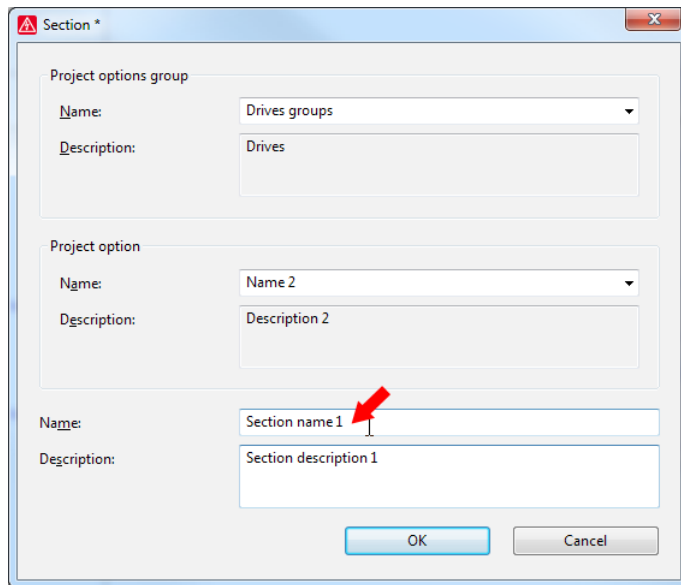 Section *
Project options group
Name: Drives groups
Description: Drives
Project option
Name: Name 2
Description: Description 2
Name: Section name 1
Description: Section description 1
OK Cancel